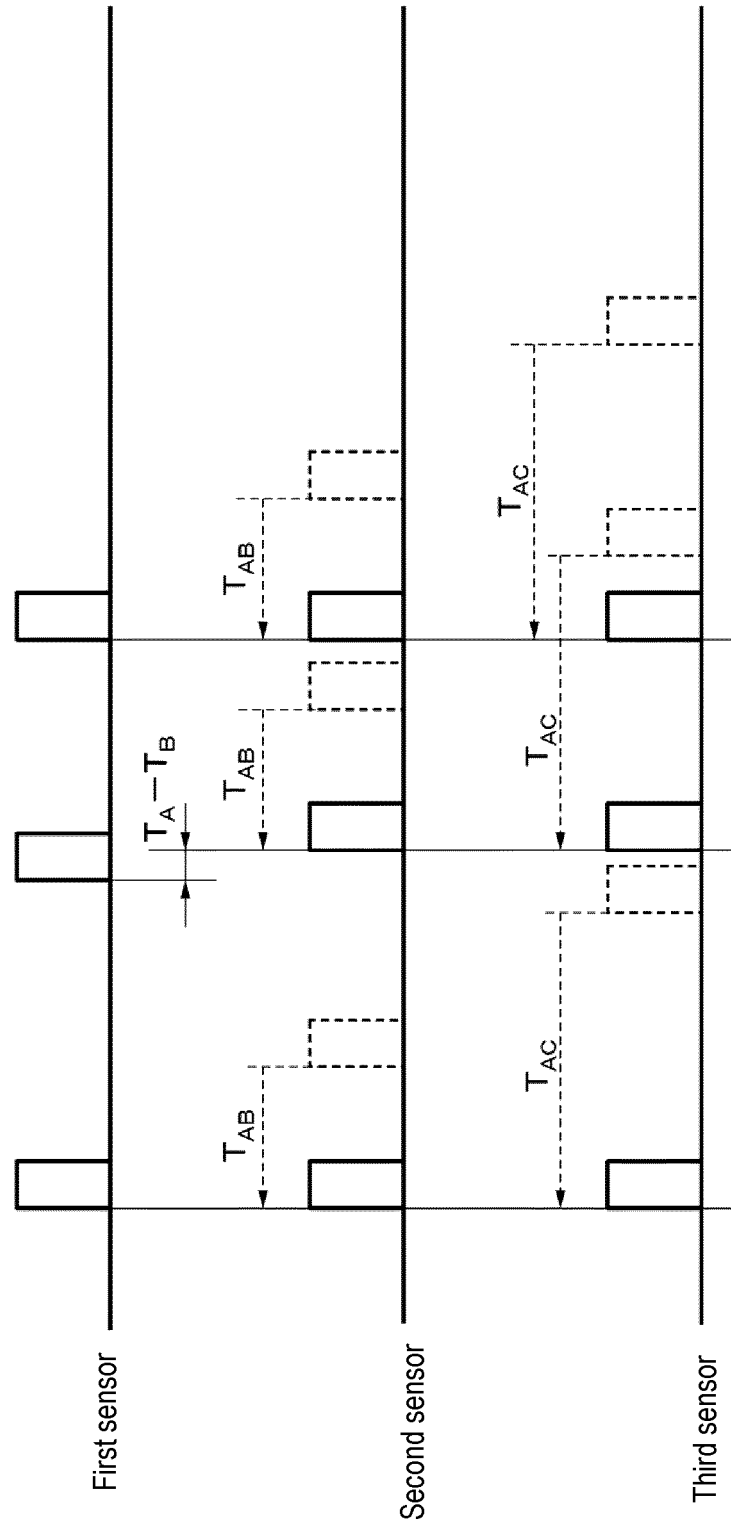 First sensor
T_A－T_B
Second sensor
T_AB
T_AB
T_AB
Third sensor
T_AC
T_AC
T_AC